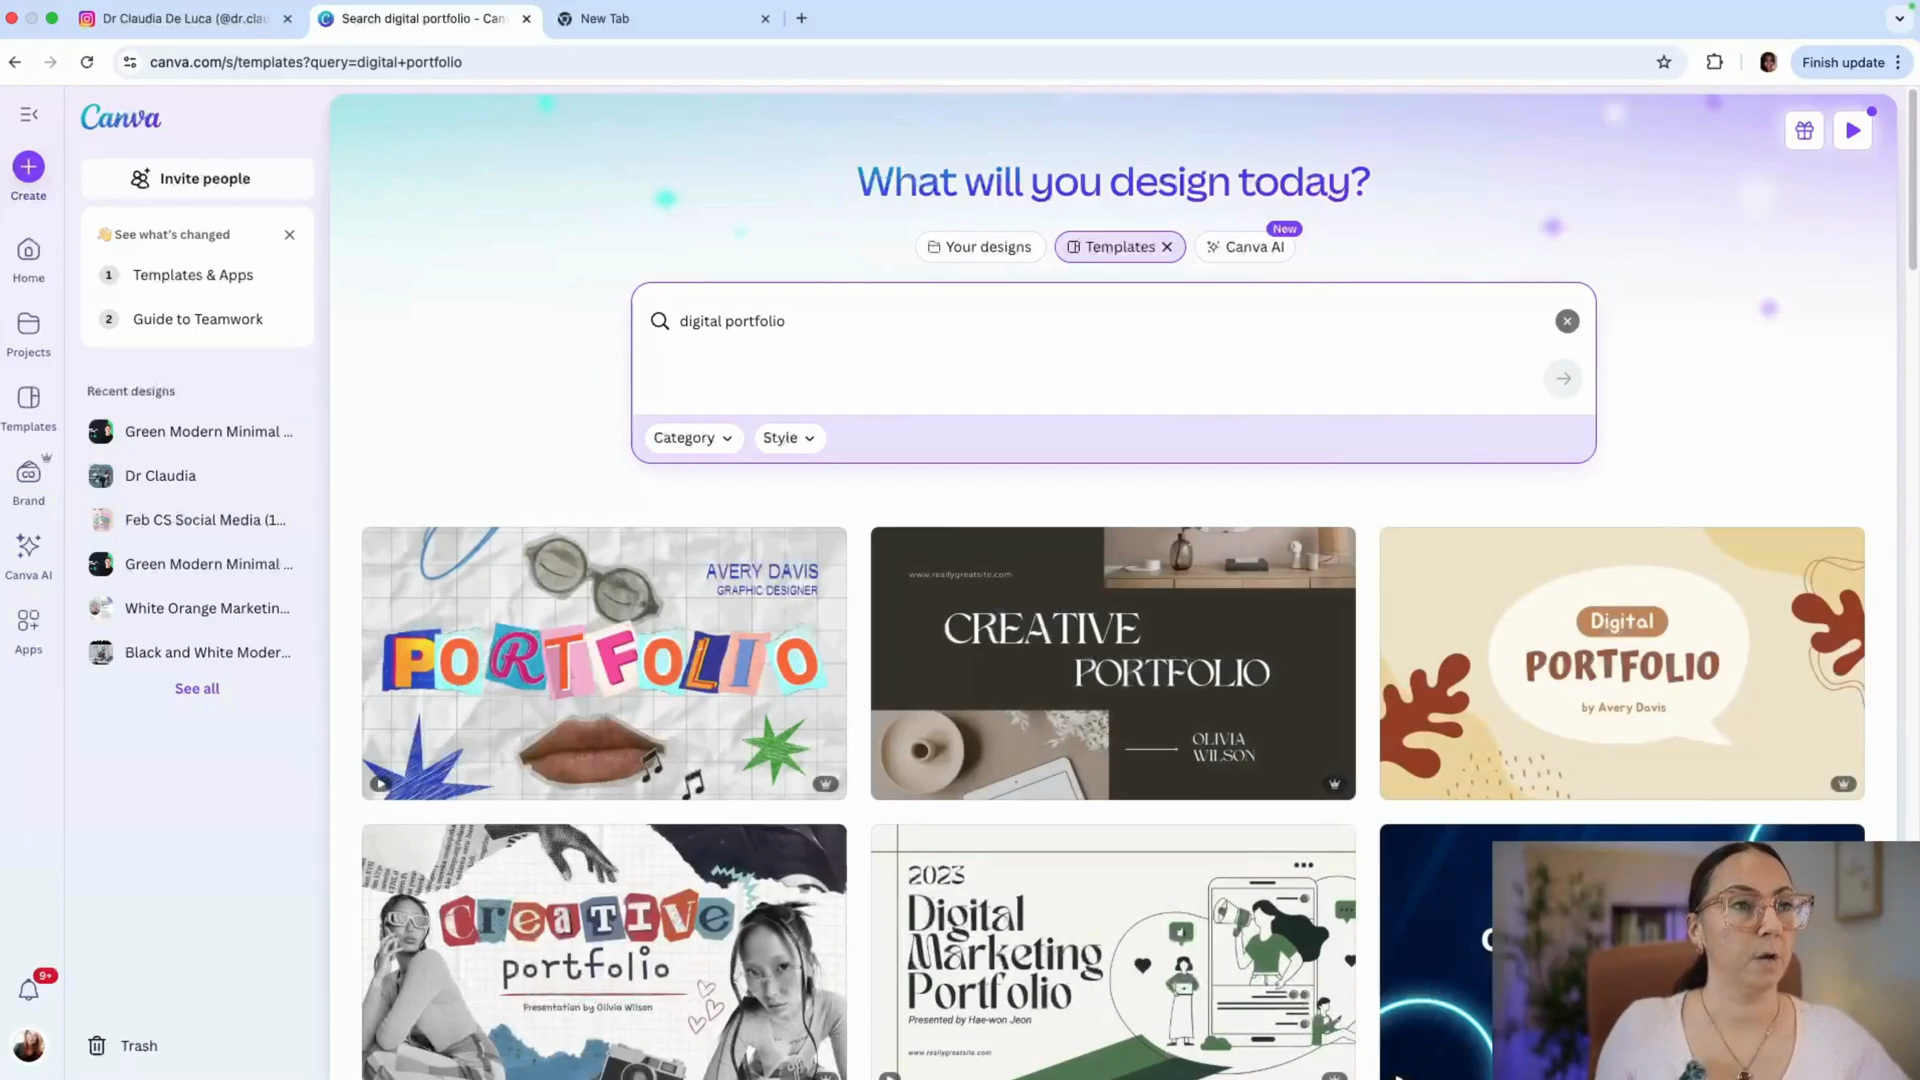 Dr Claudia De Luca (@dr.clau
Search digital portfolio - Can
New Tab
canva.com/s/templates?query=digital+portfolio
Finish update
Canva
Create
Home
Projects
Templates
Brand
Canva AI
Apps
9+
Invite people
See what's changed
1 Templates & Apps
2 Guide to Teamwork
Recent designs
Green Modern Minimal ...
Dr Claudia
Feb CS Social Media (1...
Green Modern Minimal ...
White Orange Marketin...
Black and White Moder...
See all
Trash
What will you design today?
Your designs
Templates
Canva AI
New
digital portfolio
Category
Style
AVERY DAVIS
GRAPHIC DESIGNER
PORTFOLIO
www.reallygreatsite.com
CREATIVE
PORTFOLIO
OLIVIA
WILSON
Digital
PORTFOLIO
by Avery Davis
CREATIVE
portfolio
Presentation by Olivia Wilson
2023
Digital
Marketing
Portfolio
Presented by Hae-won Jeon
www.reallygreatsite.com